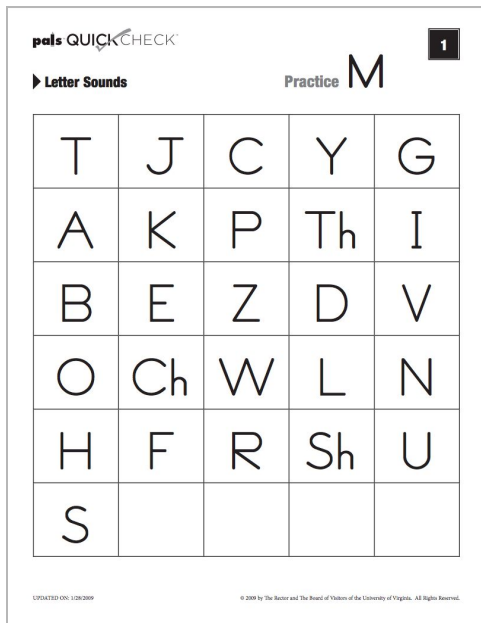 pals QUICKCHECK™
1
Letter Sounds
Practice M
T J C Y G
A K P Th I
B E Z D V
O Ch W L N
H F R Sh U
S
UPDATED ON: 1/28/2009
© 2009 by The Rector and The Board of Visitors of the University of Virginia. All Rights Reserved.